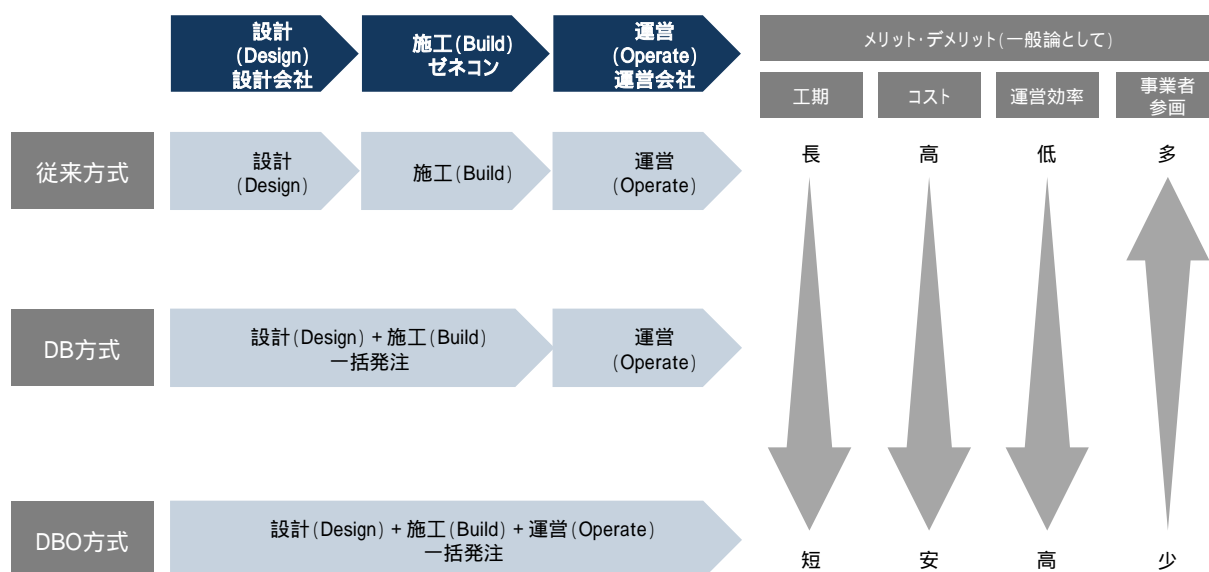 設計
(Design)
設計会社
施工(Build)
ゼネコン
運営
(Operate)
運営会社
メリット・デメリット(一般論として)
工期
コスト
運営効率
事業者
参画
従来方式
設計
(Design)
施工(Build)
運営
(Operate)
長
高
低
多
DB方式
設計(Design) + 施工(Build)
一括発注
運営
(Operate)
DBO方式
設計(Design) + 施工(Build) + 運営(Operate)
一括発注
短
安
高
少